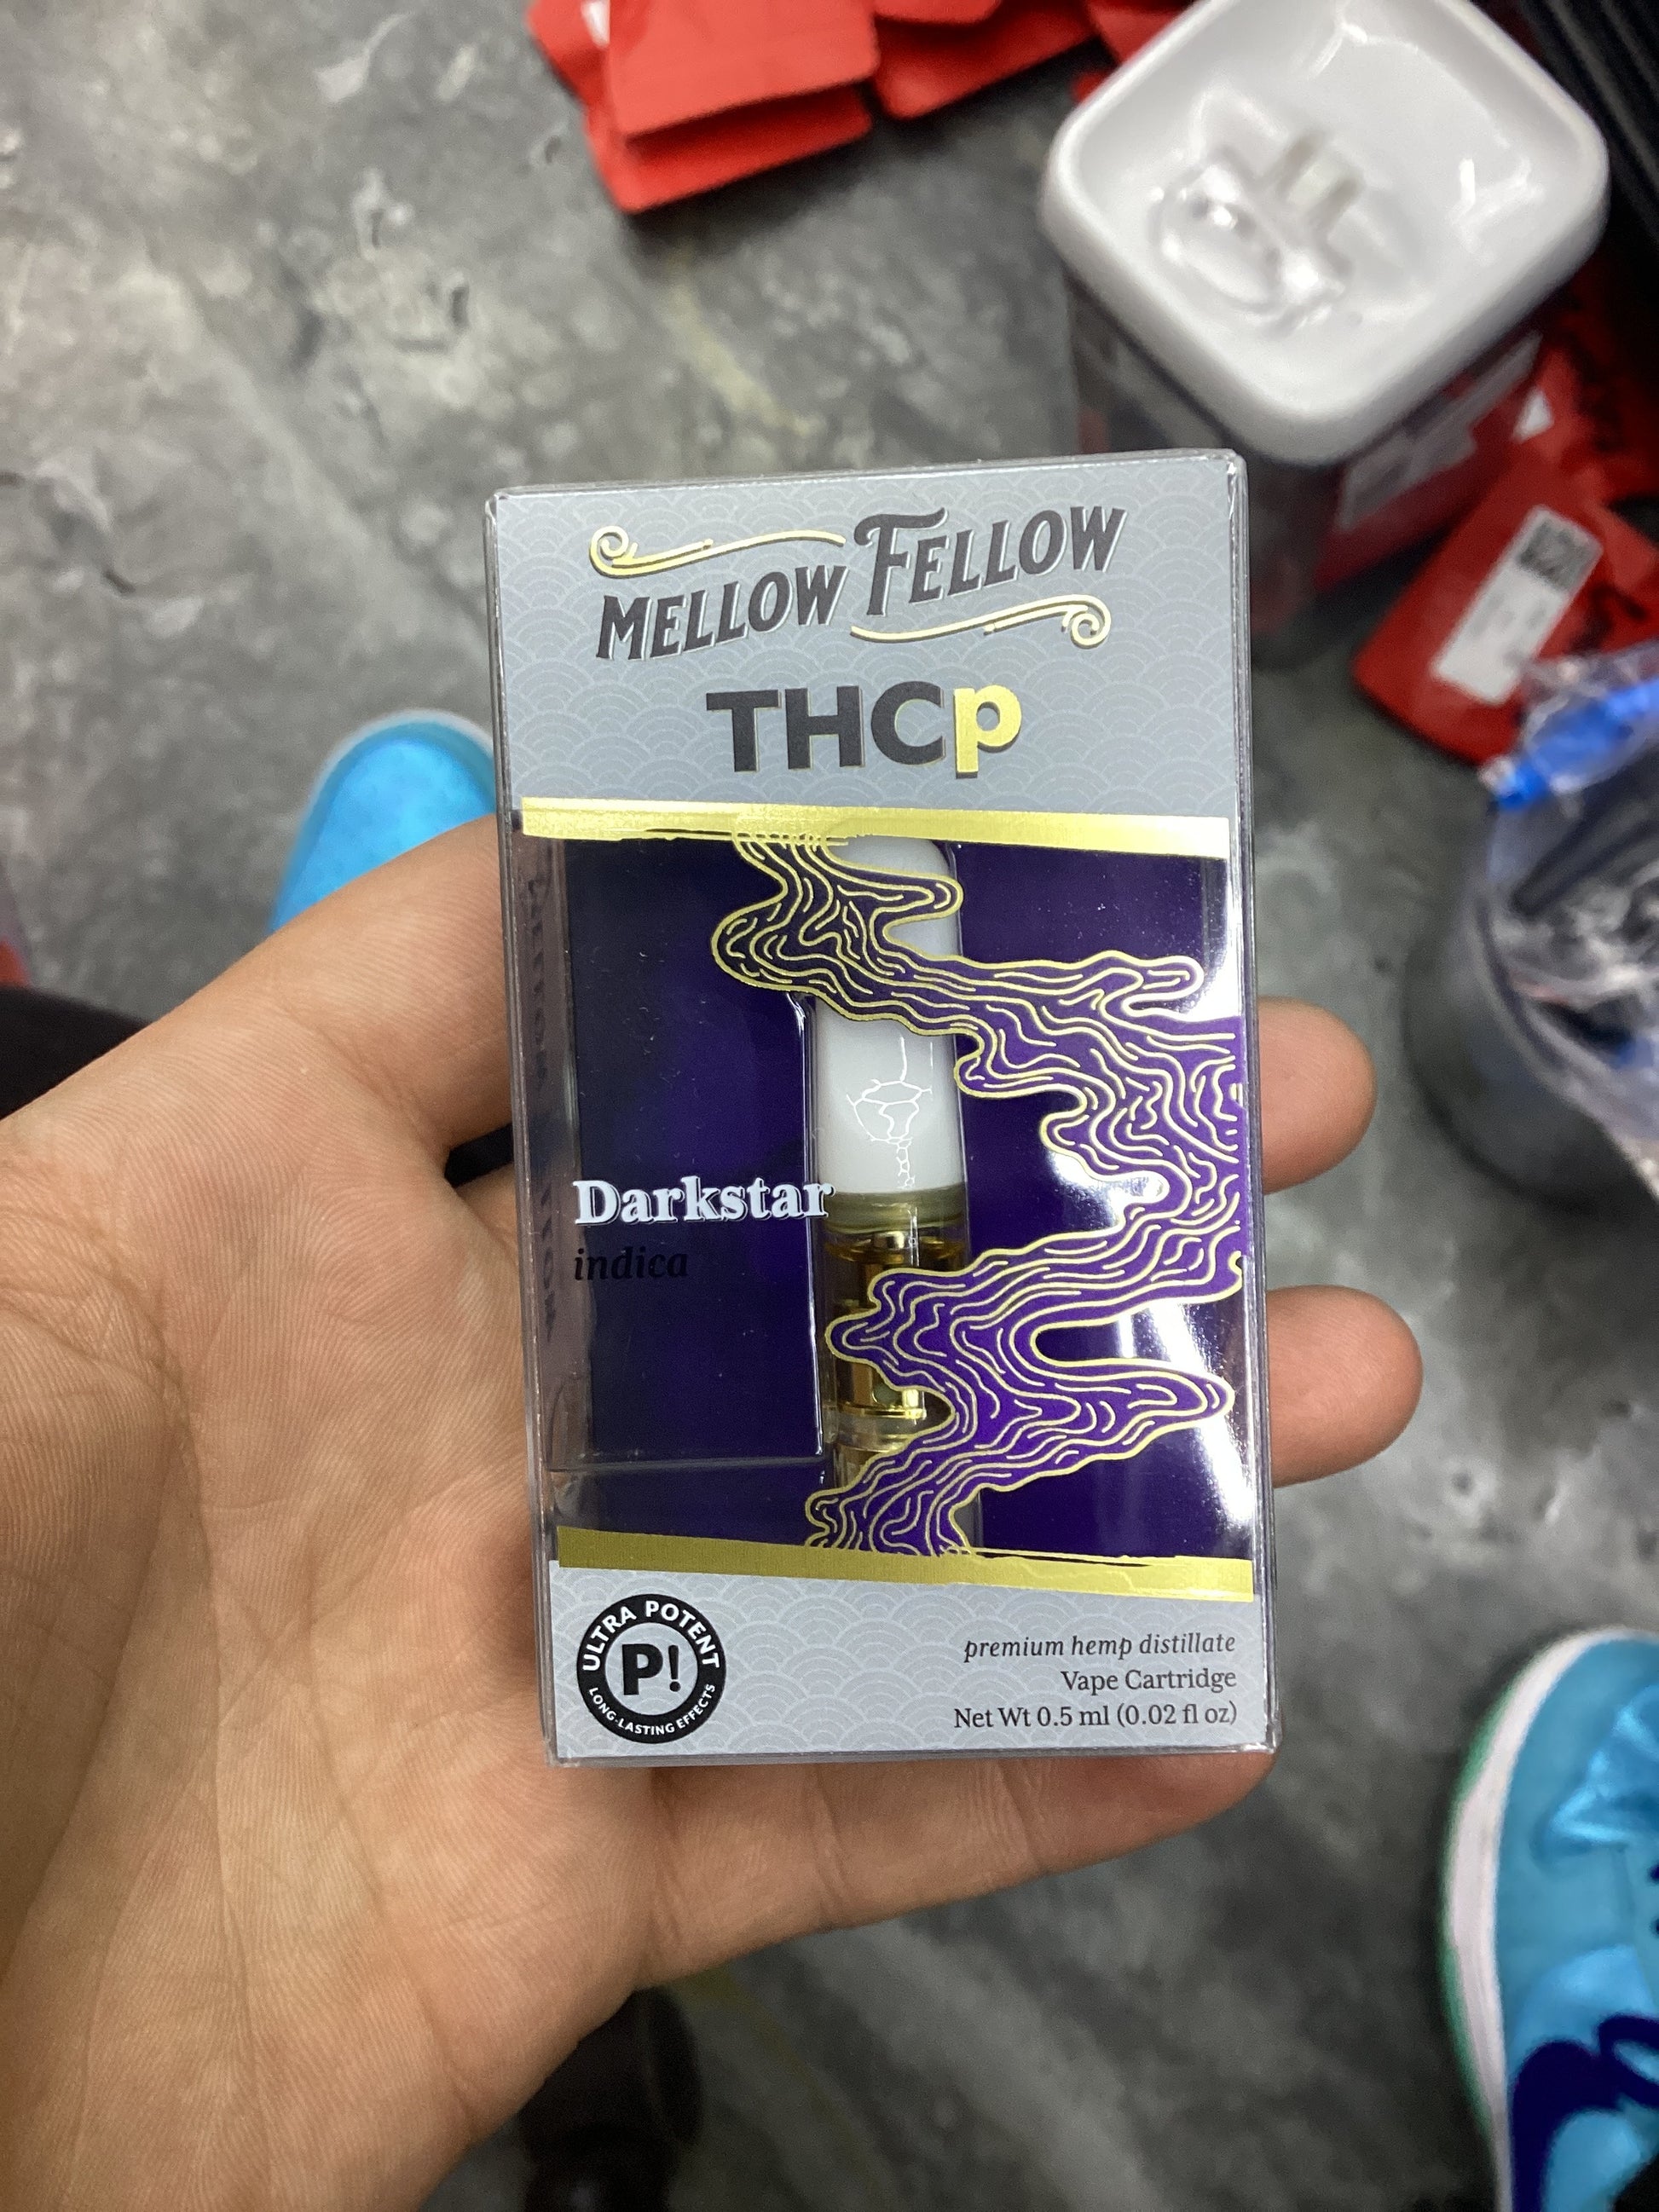 MELLOW FELLOW
THCp
Darkstar
indica
ULTRA POTENT
P!
LONG-LASTING EFFECTS
premium hemp distillate
Vape Cartridge
Net Wt 0.5 ml (0.02 fl oz)